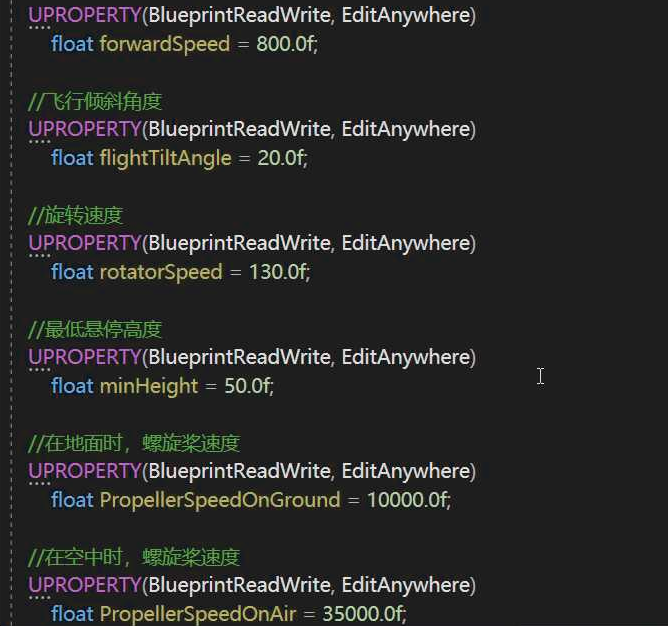 UPROPERTY(BlueprintReadWrite, EditAnywhere)
float forwardSpeed = 800.0f;
//飞行倾斜角度
UPROPERTY(BlueprintReadWrite, EditAnywhere)
float flightTiltAngle = 20.0f;
//旋转速度
UPROPERTY(BlueprintReadWrite, EditAnywhere)
float rotatorSpeed = 130.0f;
//最低悬停高度
UPROPERTY(BlueprintReadWrite, EditAnywhere)
float minHeight = 50.0f;
//在地面时，螺旋桨速度
UPROPERTY(BlueprintReadWrite, EditAnywhere)
float PropellerSpeedOnGround = 10000.0f;
//在空中时，螺旋桨速度
UPROPERTY(BlueprintReadWrite, EditAnywhere)
float PropellerSpeedOnAir = 35000.0f;